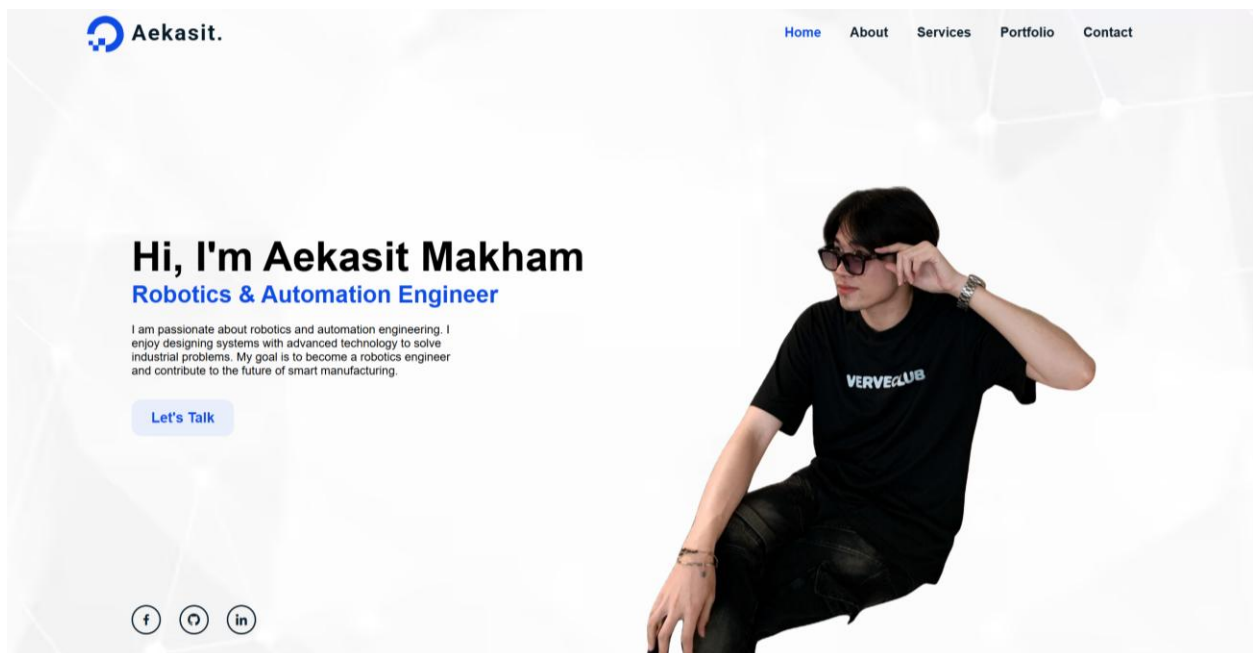 Aekasit.
Home About Services Portfolio Contact
Hi, I'm Aekasit Makham
Robotics & Automation Engineer
I am passionate about robotics and automation engineering. I
enjoy designing systems with advanced technology to solve
industrial problems. My goal is to become a robotics engineer
and contribute to the future of smart manufacturing.
VERVECLUB
Let's Talk
f in